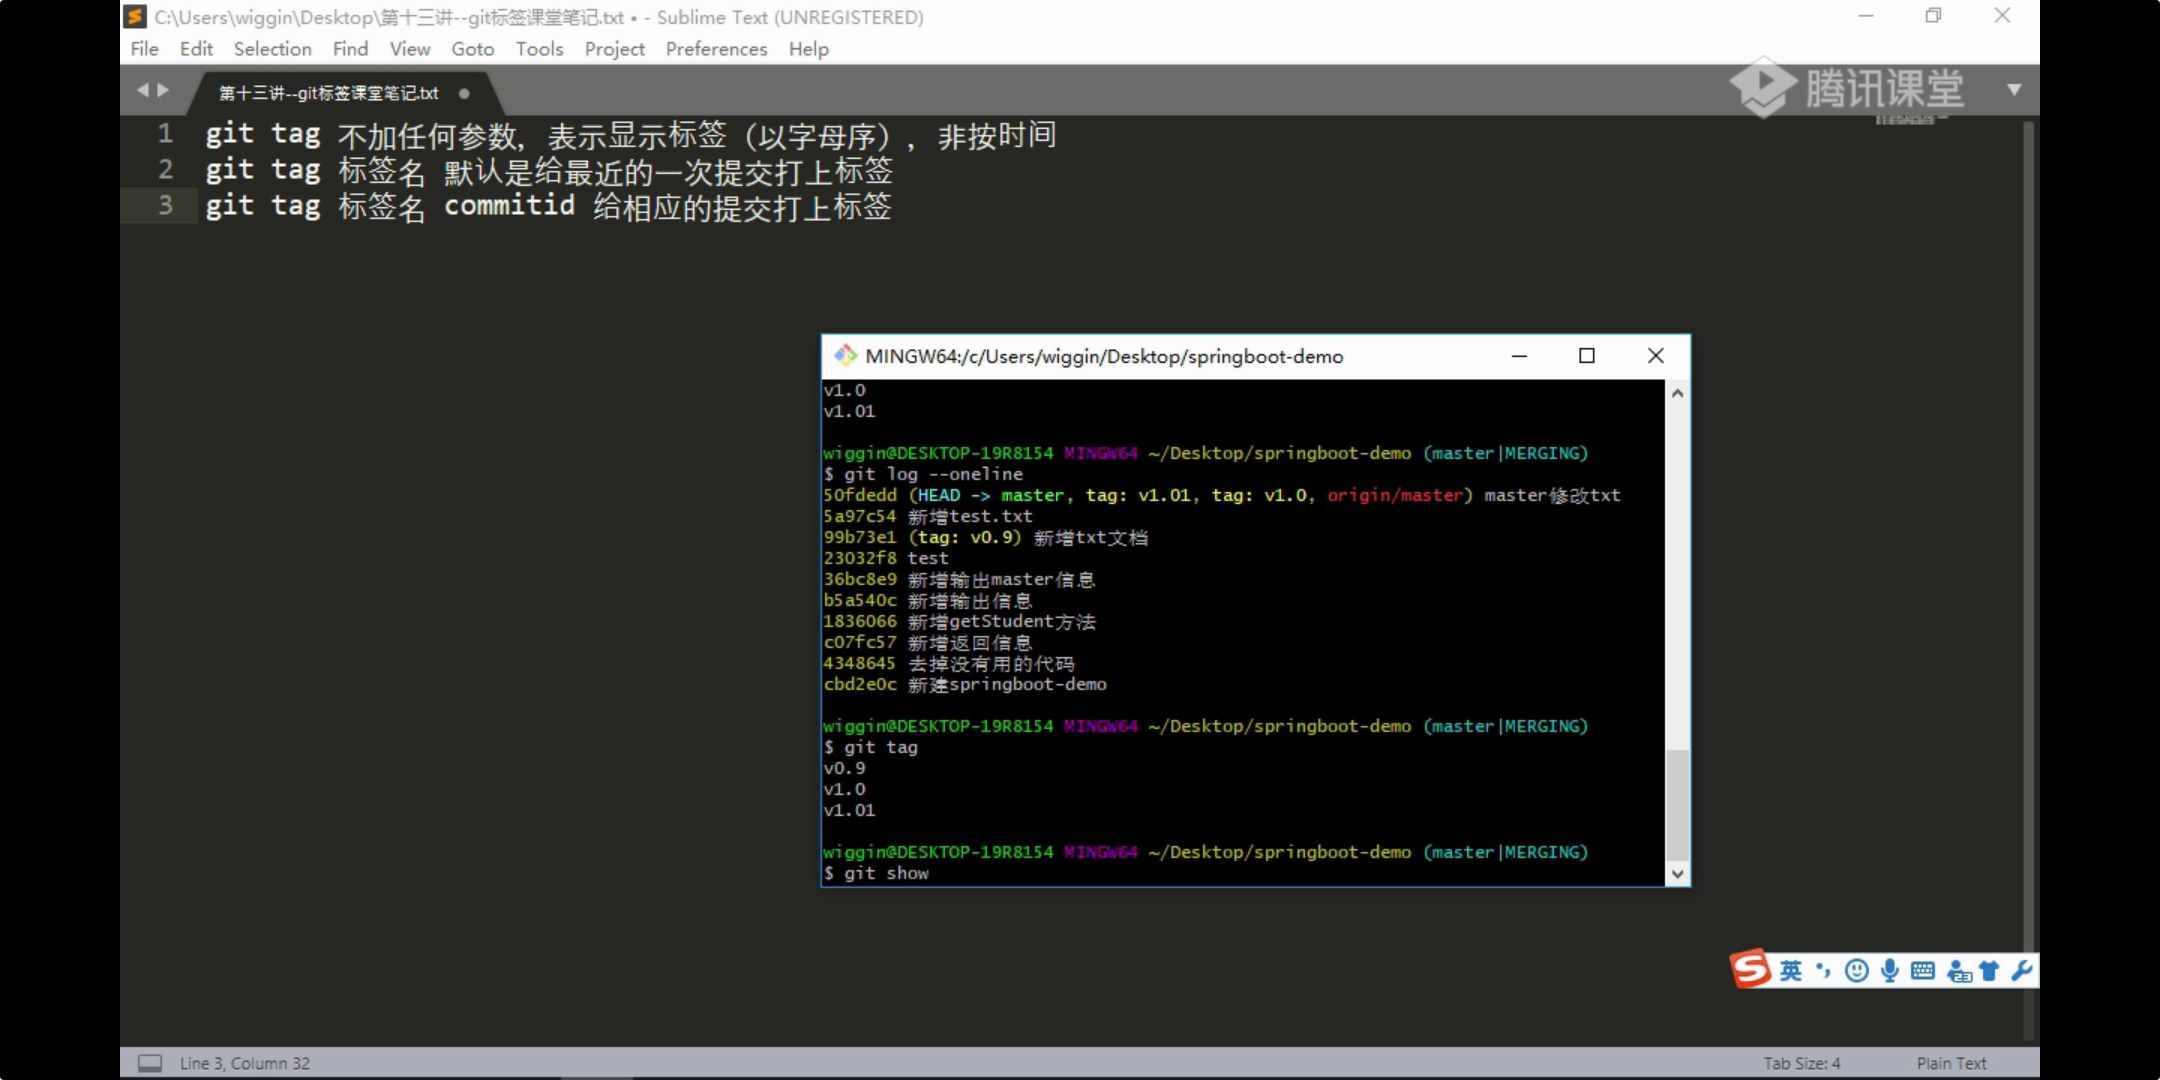 C:\Users\wiggin\Desktop\第十三讲--git标签课堂笔记.txt • - Sublime Text (UNREGISTERED)
File Edit Selection Find View Goto Tools Project Preferences Help
第十三讲--git标签课堂笔记.txt
腾讯课堂
1 git tag 不加任何参数, 表示显示标签（以字母序）, 非按时间
2 git tag 标签名 默认是给最近的一次提交打上标签
3 git tag 标签名 commitid 给相应的提交打上标签
MINGW64:/c/Users/wiggin/Desktop/springboot-demo
v1.0
v1.01
wiggin@DESKTOP-19R8154 MINGW64 ~/Desktop/springboot-demo (master|MERGING)
$ git log --oneline
50fdedd (HEAD -> master, tag: v1.01, tag: v1.0, origin/master) master修改txt
5a97c54 新增test.txt
99b73e1 (tag: v0.9) 新增txt文档
23032f8 test
36bc8e9 新增输出master信息
b5a540c 新增输出信息
1836066 新增getStudent方法
c07fc57 新增返回信息
4348645 去掉没有用的代码
cbd2e0c 新建springboot-demo
wiggin@DESKTOP-19R8154 MINGW64 ~/Desktop/springboot-demo (master|MERGING)
$ git tag
v0.9
v1.0
v1.01
wiggin@DESKTOP-19R8154 MINGW64 ~/Desktop/springboot-demo (master|MERGING)
$ git show
英
Line 3, Column 32
Tab Size: 4
Plain Text